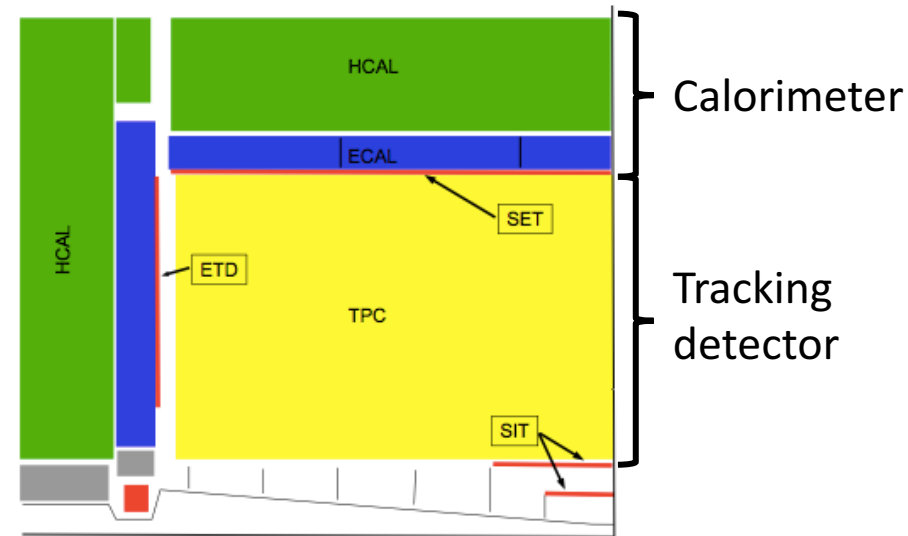 HCAL
Calorimeter
ECAL
SET
HCAL
ETD
TPC
Tracking
detector
SIT